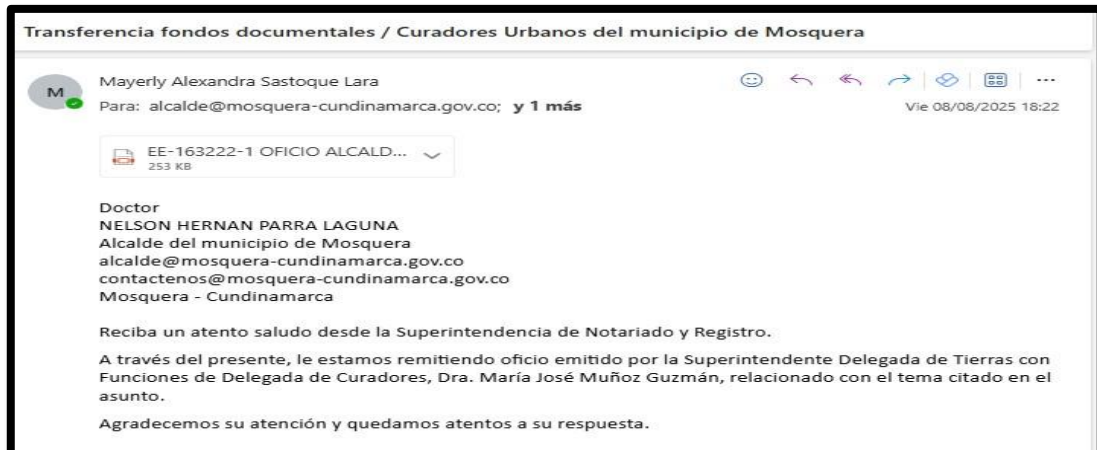 Transferencia fondos documentales / Curadores Urbanos del municipio de Mosquera
M
Mayerly Alexandra Sastoque Lara
Para: alcalde@mosquera-cundinamarca.gov.co; y 1 más
Vie 08/08/2025 18:22
EE-163222-1 OFICIO ALCALD...
253 KB
Doctor
NELSON HERNAN PARRA LAGUNA
Alcalde del municipio de Mosquera
alcalde@mosquera-cundinamarca.gov.co
contactenos@mosquera-cundinamarca.gov.co
Mosquera - Cundinamarca
Reciba un atento saludo desde la Superintendencia de Notariado y Registro.
A través del presente, le estamos remitiendo oficio emitido por la Superintendente Delegada de Tierras con
Funciones de Delegada de Curadores, Dra. María José Muñoz Guzmán, relacionado con el tema citado en el
asunto.
Agradecemos su atención y quedamos atentos a su respuesta.